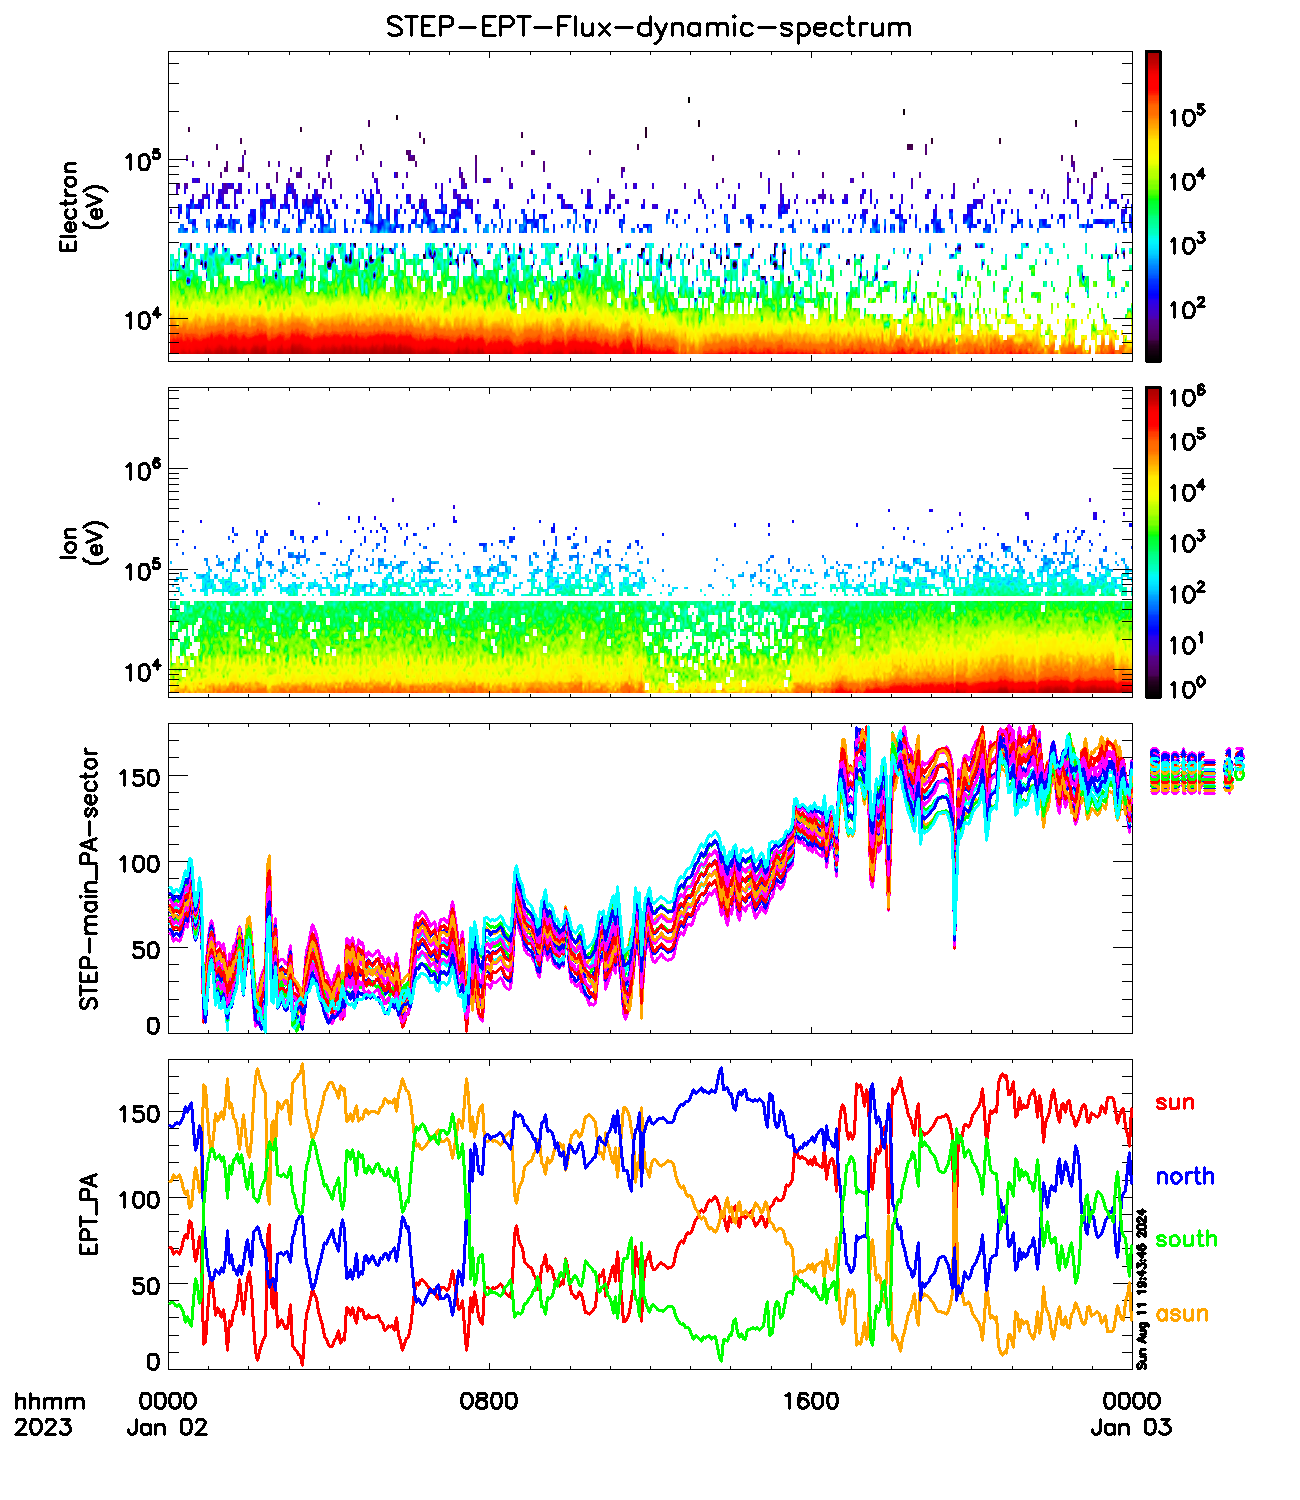 STEP-EPT-Flux-dynamic-spectrum
Electron
(eV)
10^5
10^4
10^5
10^4
10^3
10^2
Ion
(eV)
10^6
10^5
10^4
10^6
10^5
10^4
10^3
10^2
10^1
10^0
STEP-main_PA-sector
150
100
50
0
EPT_PA
150
100
50
0
sun
north
south
asun
Sun Aug 11 19:43:46 2024
hhmm 0000 0800 1600 0000
2023 Jan 02 Jan 03